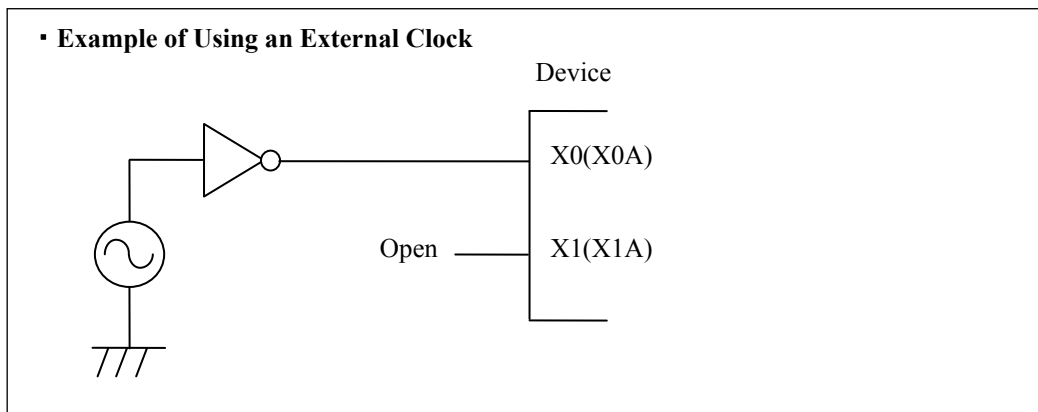 ▪ Example of Using an External Clock
Device
X0(X0A)
Open
X1(X1A)